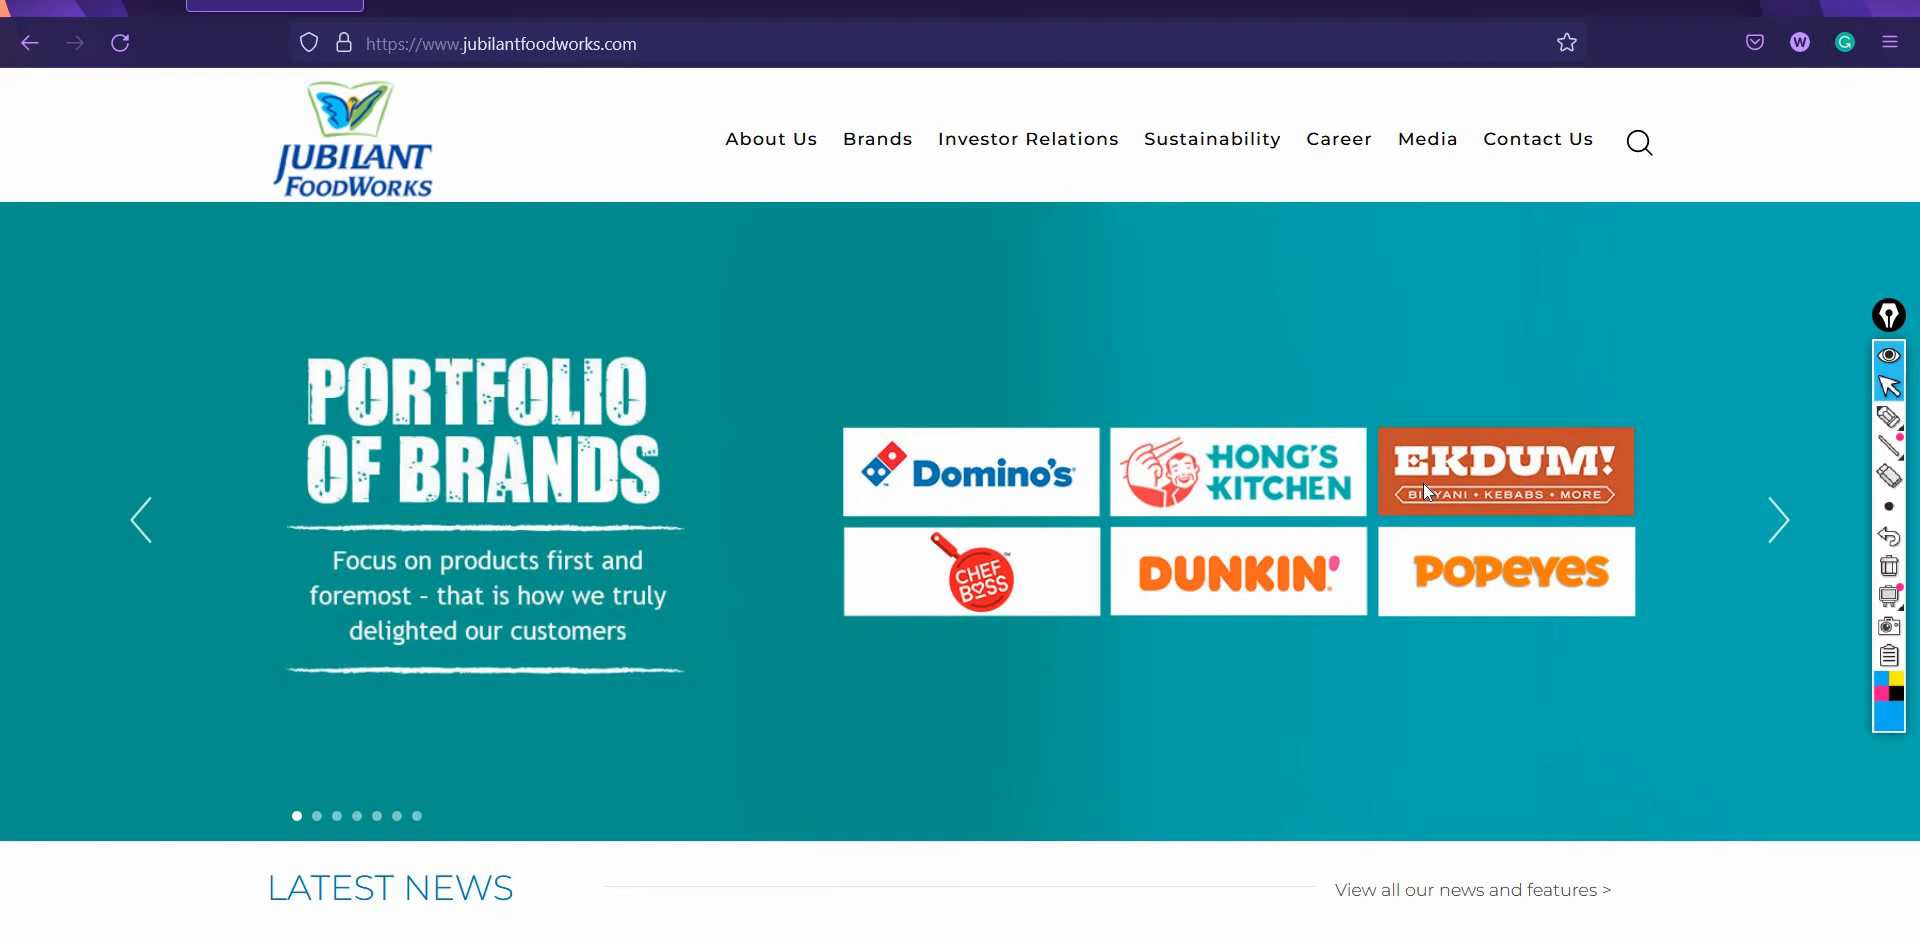 https://www.jubilantfoodworks.com
W
G
JUBILANT
FOODWORKS
About Us
Brands
Investor Relations
Sustainability
Career
Media
Contact Us
PORTFOLIO
OF BRANDS
Focus on products first and
foremost - that is how we truly
delighted our customers
Domino's
HONG'S
KITCHEN
EKDUM!
BIRYANI • KEBABS • MORE
CHEF
BOSS
DUNKIN'
POPEYES
LATEST NEWS
View all our news and features >